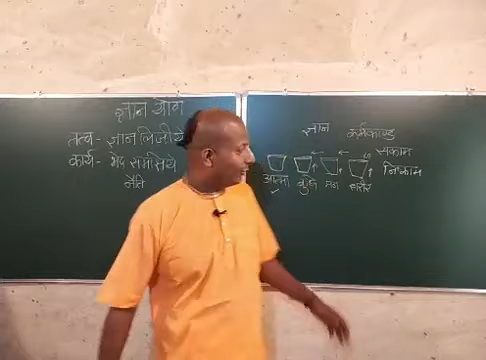 ज्ञान योग
तत्व - ज्ञान लिजीये
कार्य - भेद समझिये
नेति
ज्ञान कर्मकाण्ड
सकाम
निष्काम
आत्मा बुद्धि मन शरीर